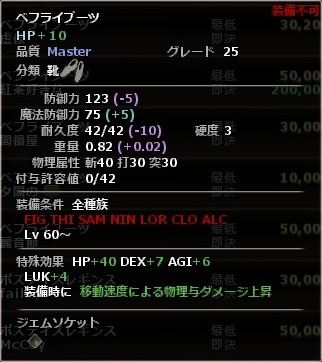 装備不可
ベフライブーツ
HP+10
品質 Master グレード 25
分類 靴
防御力 123 (-5)
魔法防御力 75 (+5)
耐久度 42/42 (-10) 硬度 3
重量 0.82 (+0.02)
物理属性 斬40 打30 突30
付与許容値 0/42
装備条件 全種族
FIG THI SAM NIN LOR CLO ALC
Lv 60~
特殊効果 HP+40 DEX+7 AGI+6
LUK+4
装備時に 移動速度による物理与ダメージ上昇
ジェムソケット